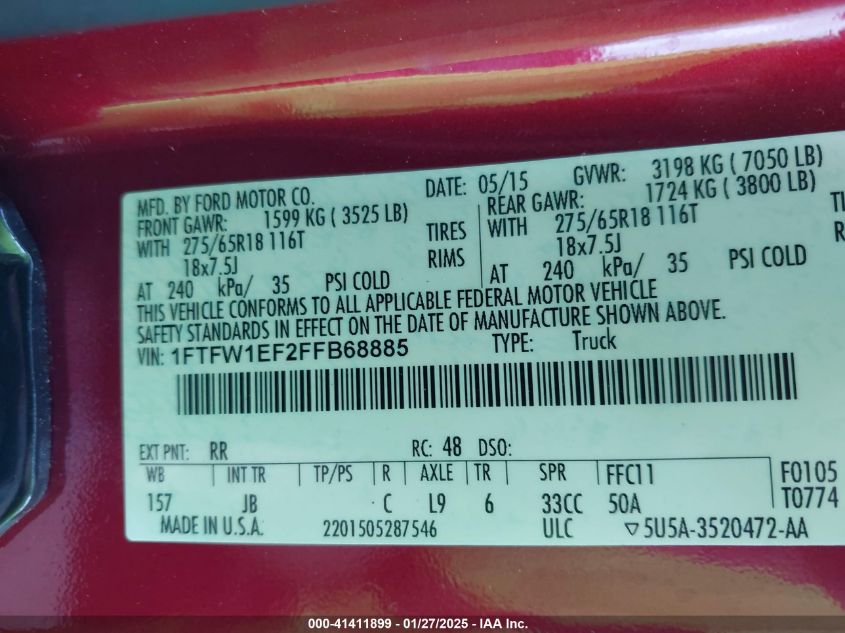 MFD. BY FORD MOTOR CO. DATE: 05/15 GVWR: 3198 KG ( 7050 LB)
FRONT GAWR: 1599 KG ( 3525 LB) REAR GAWR: 1724 KG ( 3800 LB)
WITH 275/65R18 116T TIRES WITH 275/65R18 116T
18x7.5J RIMS 18x7.5J
AT 240 kPa/ 35 PSI COLD AT 240 kPa/ 35 PSI COLD
THIS VEHICLE CONFORMS TO ALL APPLICABLE FEDERAL MOTOR VEHICLE
SAFETY STANDARDS IN EFFECT ON THE DATE OF MANUFACTURE SHOWN ABOVE.
VIN: 1FTFW1EF2FFB68885 TYPE: Truck
EXT PNT: RR RC: 48 DSO:
WB INT TR TP/PS R AXLE TR SPR FFC11 F0105
157 JB C L9 6 33CC 50A T0774
MADE IN U.S.A. 2201505287546 ULC ▽5U5A-3520472-AA
000-41411899 | 01/27/2025 - IAA Inc.